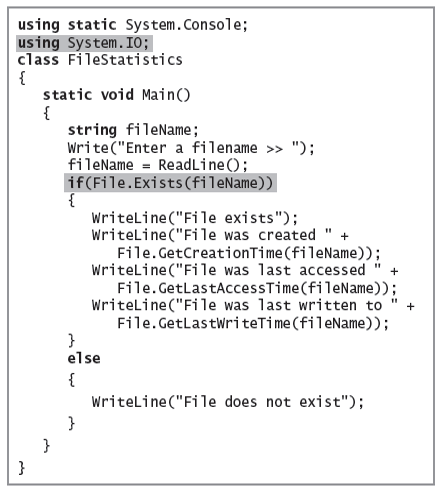 using static System.Console;
using System.IO;
class FileStatistics
{
   static void Main()
   {
      string fileName;
      Write("Enter a filename >> ");
      fileName = ReadLine();
      if(File.Exists(fileName))
      {
         WriteLine("File exists");
         WriteLine("File was created " +
            File.GetCreationTime(fileName));
         WriteLine("File was last accessed " +
            File.GetLastAccessTime(fileName));
         WriteLine("File was last written to " +
            File.GetLastWriteTime(fileName));
      }
      else
      {
         WriteLine("File does not exist");
      }
   }
}